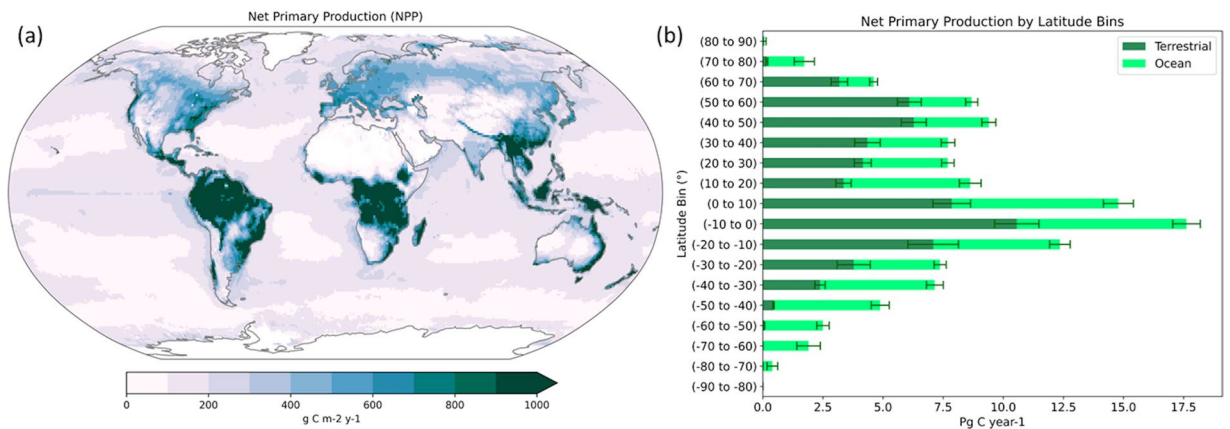 (a)
Net Primary Production (NPP)
0 200 400 600 800 1000
g C m-2 y-1
(b)
Net Primary Production by Latitude Bins
Terrestrial
Ocean
Latitude Bin (°)
(80 to 90)
(70 to 80)
(60 to 70)
(50 to 60)
(40 to 50)
(30 to 40)
(20 to 30)
(10 to 20)
(0 to 10)
(-10 to 0)
(-20 to -10)
(-30 to -20)
(-40 to -30)
(-50 to -40)
(-60 to -50)
(-70 to -60)
(-80 to -70)
(-90 to -80)
0.0 2.5 5.0 7.5 10.0 12.5 15.0 17.5
Pg C year-1